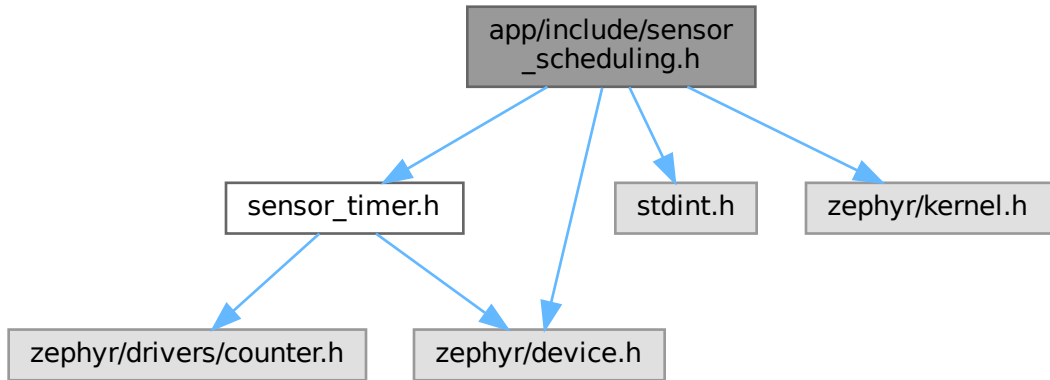 app/include/sensor
_scheduling.h
sensor_timer.h
stdint.h
zephyr/kernel.h
zephyr/drivers/counter.h
zephyr/device.h